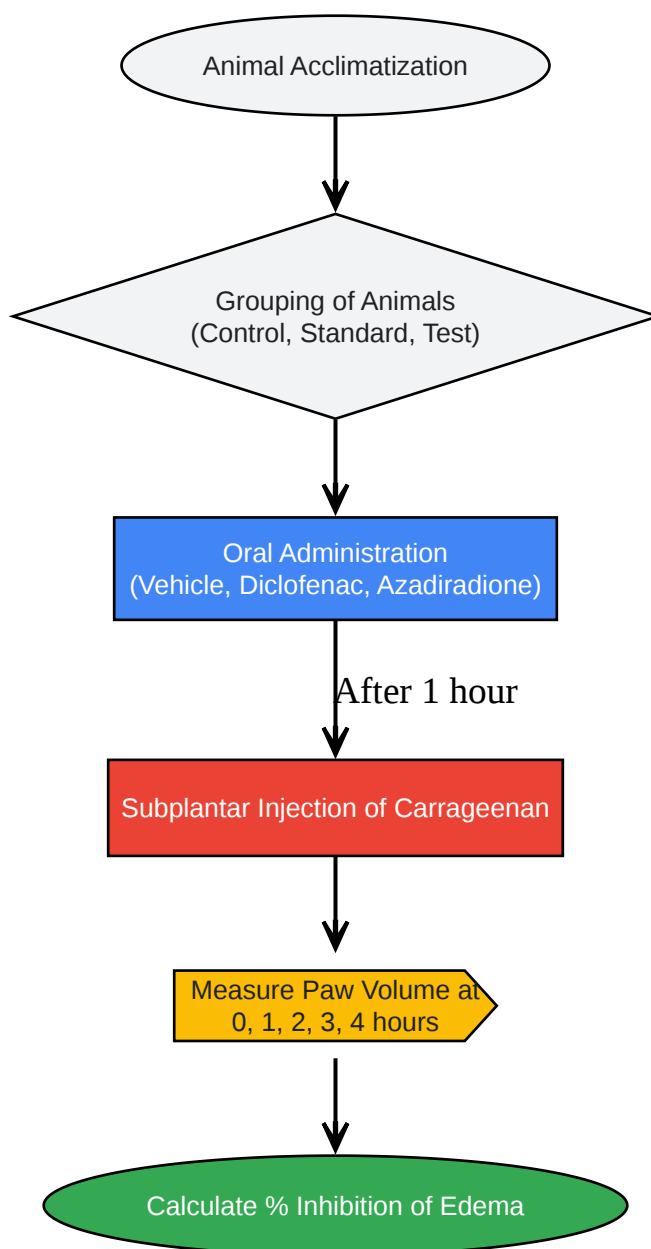 Animal Acclimatization
Grouping of Animals
(Control, Standard, Test)
Oral Administration
(Vehicle, Diclofenac, Azadiradione)
After 1 hour
Subplantar Injection of Carrageenan
Measure Paw Volume at
0, 1, 2, 3, 4 hours
Calculate % Inhibition of Edema